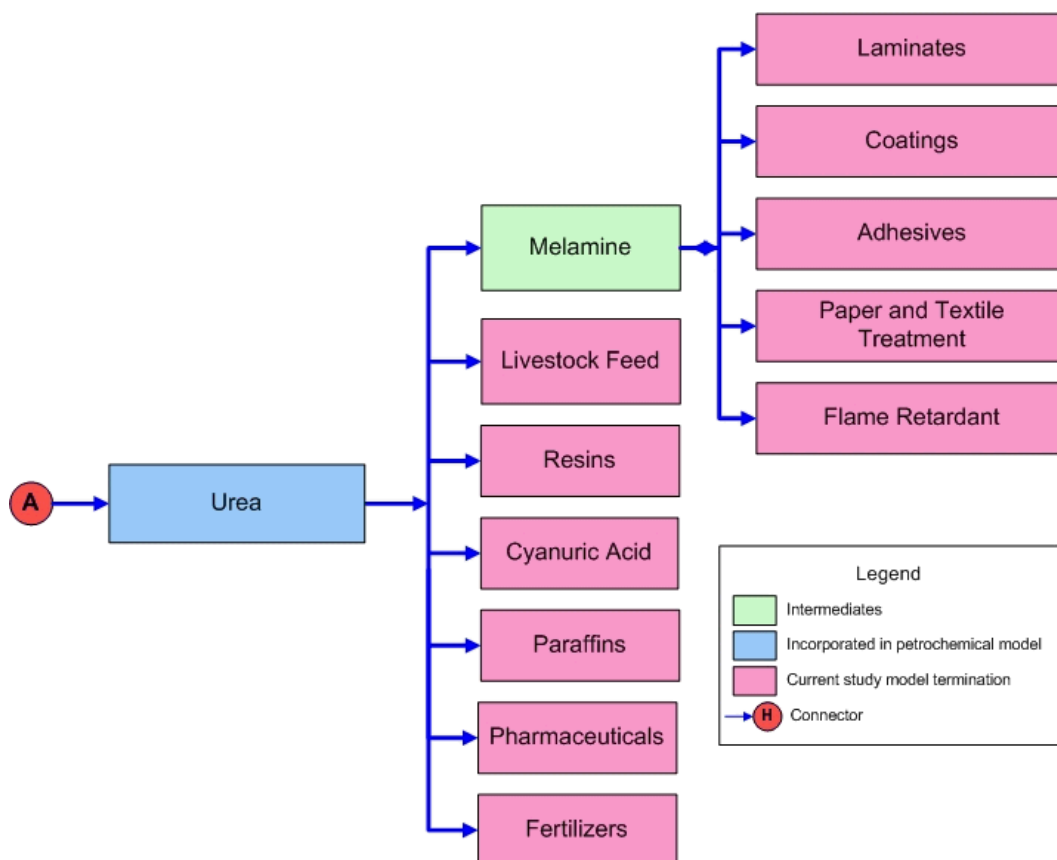 Laminates
Coatings
Melamine
Adhesives
Paper and Textile
Treatment
Livestock Feed
Flame Retardant
Resins
A
Urea
Cyanuric Acid
Paraffins
Pharmaceuticals
Fertilizers
Legend
Intermediates
Incorporated in petrochemical model
Current study model termination
H
Connector